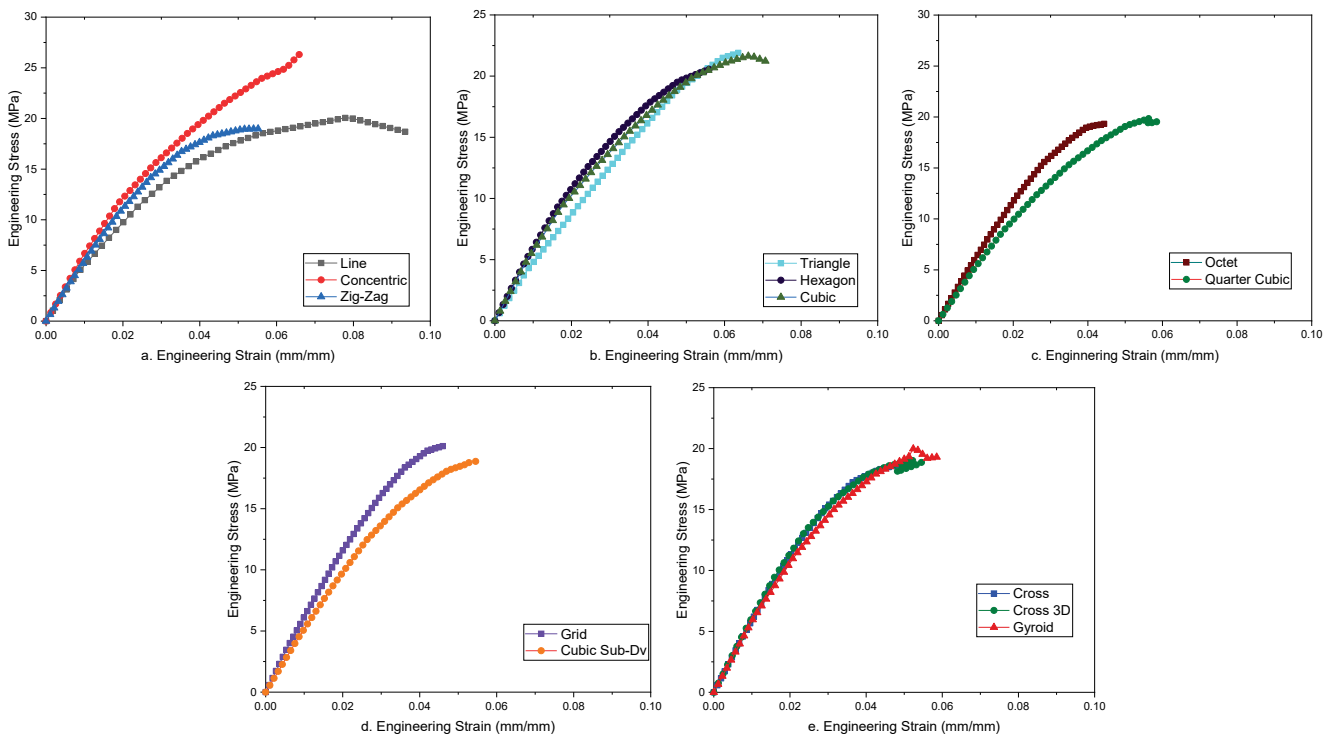 30
25
20
15
10
5
0
Engineering Stress (MPa)
Line
Concentric
Zig-Zag
0.00 0.02 0.04 0.06 0.08 0.10
a. Engineering Strain (mm/mm)
25
20
15
10
5
0
Engineering Stress (MPa)
Triangle
Hexagon
Cubic
0.00 0.02 0.04 0.06 0.08 0.10
b. Engineering Strain (mm/mm)
30
25
20
15
10
5
0
Engineering Stress (MPa)
Octet
Quarter Cubic
0.00 0.02 0.04 0.06 0.08 0.10
c. Enginnering Strain (mm/mm)
25
20
15
10
5
0
Engineering Stress (MPa)
Grid
Cubic Sub-Dv
0.00 0.02 0.04 0.06 0.08 0.10
d. Engineering Strain (mm/mm)
25
20
15
10
5
0
Engineering Stress (MPa)
Cross
Cross 3D
Gyroid
0.00 0.02 0.04 0.06 0.08 0.10
e. Engineering Strain (mm/mm)